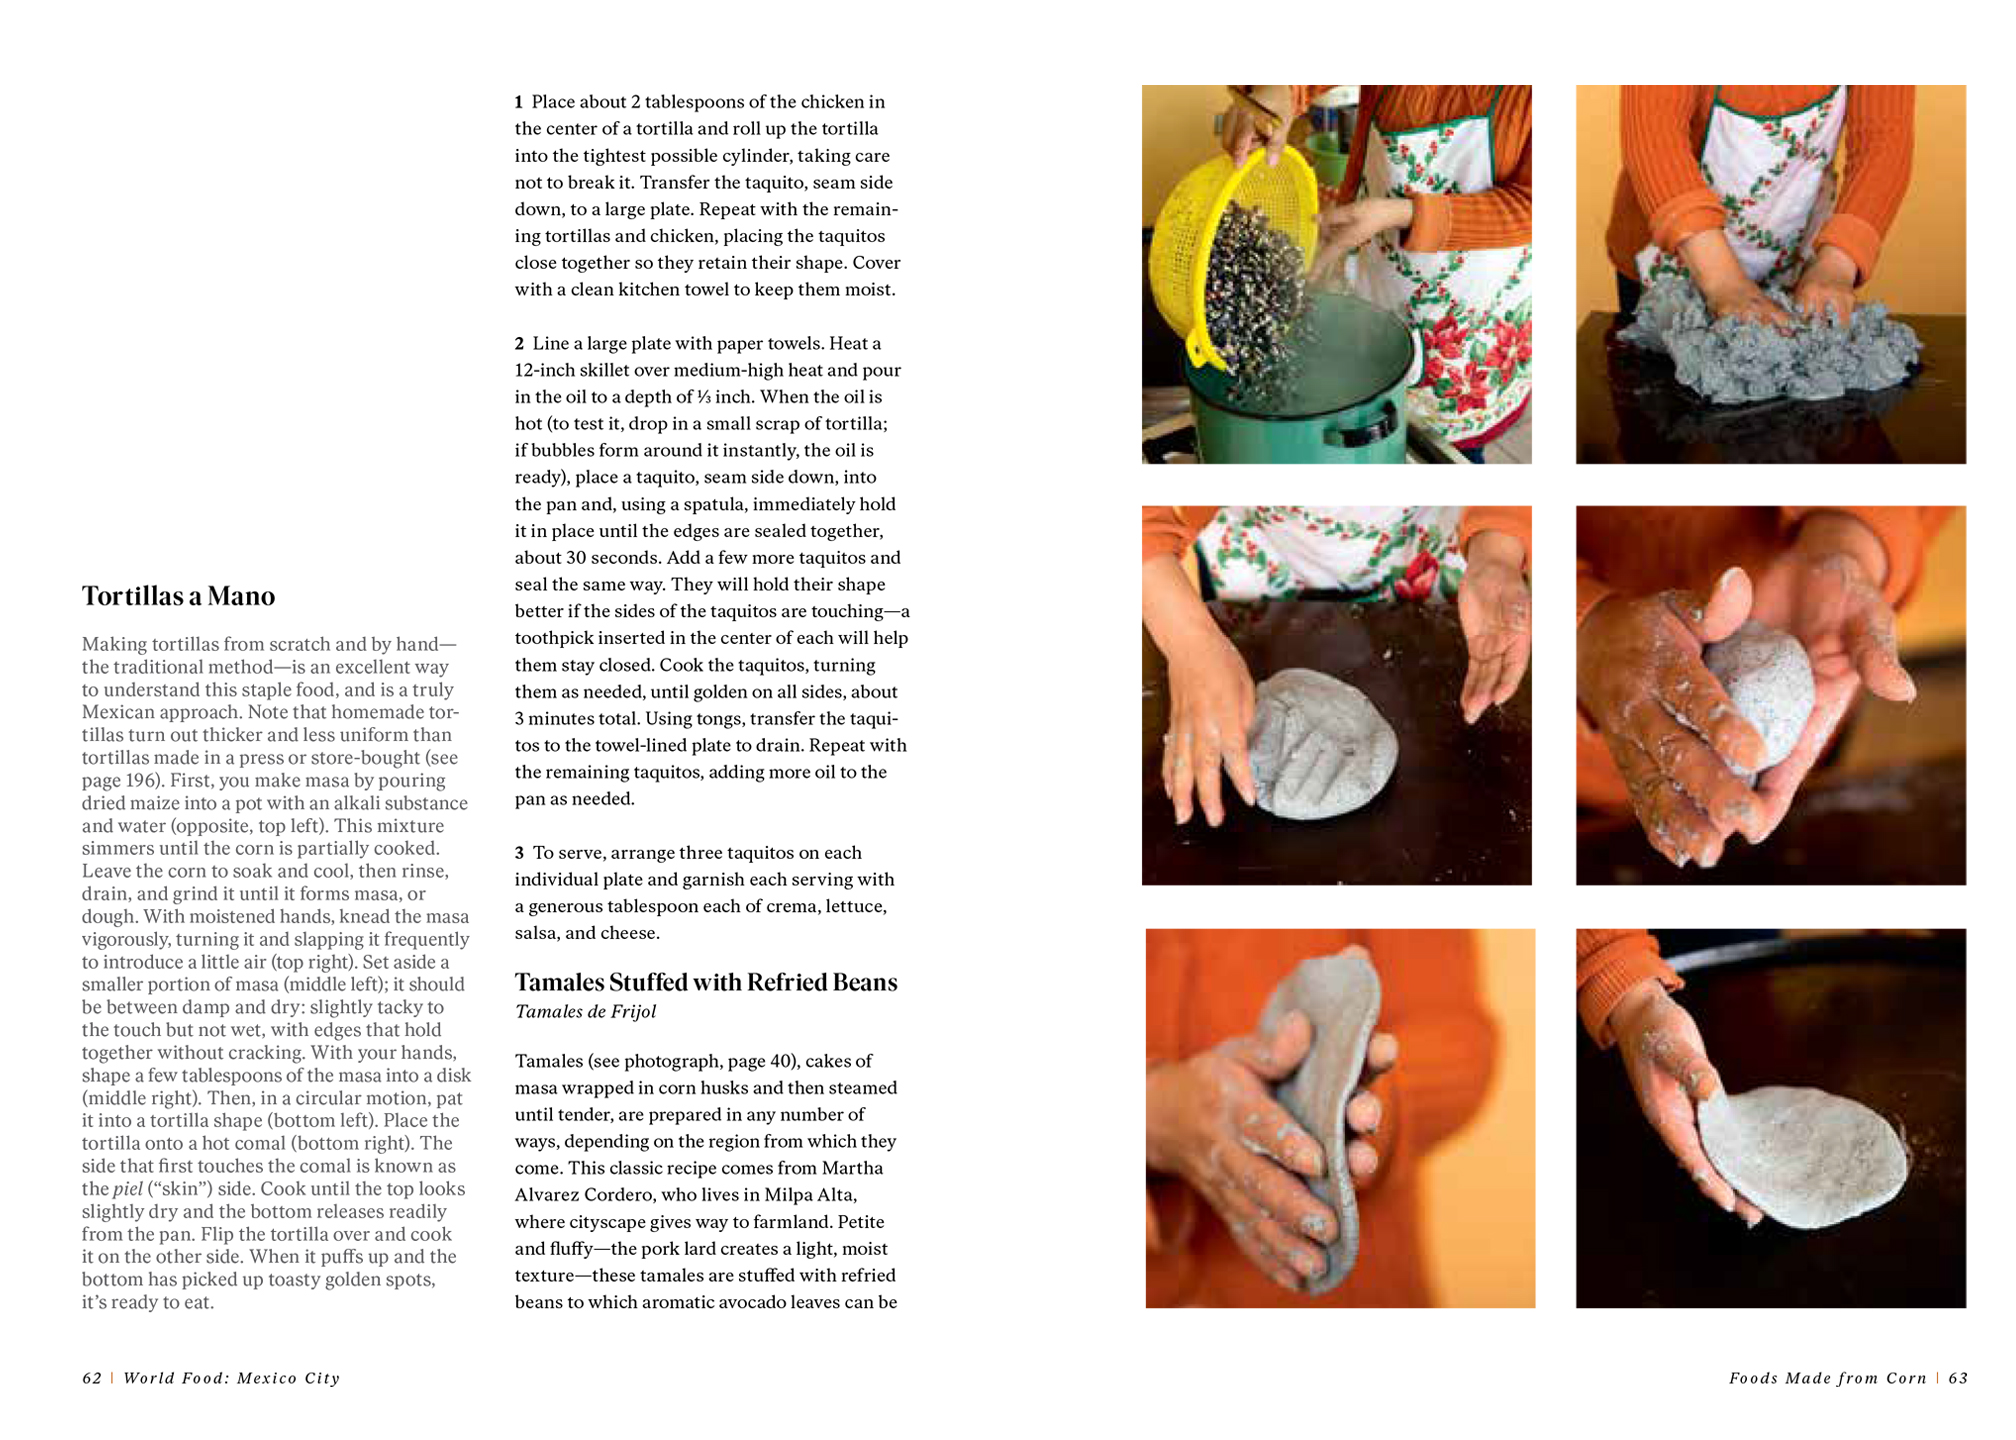 Tortillas a Mano
Making tortillas from scratch and by hand—
the traditional method—is an excellent way
to understand this staple food, and is a truly
Mexican approach. Note that homemade tor-
tillas turn out thicker and less uniform than
tortillas made in a press or store-bought (see
page 196). First, you make masa by pouring
dried maize into a pot with an alkali substance
and water (opposite, top left). This mixture
simmers until the corn is partially cooked.
Leave the corn to soak and cool, then rinse,
drain, and grind it until it forms masa, or
dough. With moistened hands, knead the masa
vigorously, turning it and slapping it frequently
to introduce a little air (top right). Set aside a
smaller portion of masa (middle left); it should
be between damp and dry: slightly tacky to
the touch but not wet, with edges that hold
together without cracking. With your hands,
shape a few tablespoons of the masa into a disk
(middle right). Then, in a circular motion, pat
it into a tortilla shape (bottom left). Place the
tortilla onto a hot comal (bottom right). The
side that first touches the comal is known as
the piel (“skin”) side. Cook until the top looks
slightly dry and the bottom releases readily
from the pan. Flip the tortilla over and cook
it on the other side. When it puffs up and the
bottom has picked up toasty golden spots,
it’s ready to eat.
1 Place about 2 tablespoons of the chicken in
the center of a tortilla and roll up the tortilla
into the tightest possible cylinder, taking care
not to break it. Transfer the taquito, seam side
down, to a large plate. Repeat with the remain-
ing tortillas and chicken, placing the taquitos
close together so they retain their shape. Cover
with a clean kitchen towel to keep them moist.
2 Line a large plate with paper towels. Heat a
12-inch skillet over medium-high heat and pour
in the oil to a depth of ⅓ inch. When the oil is
hot (to test it, drop in a small scrap of tortilla;
if bubbles form around it instantly, the oil is
ready), place a taquito, seam side down, into
the pan and, using a spatula, immediately hold
it in place until the edges are sealed together,
about 30 seconds. Add a few more taquitos and
seal the same way. They will hold their shape
better if the sides of the taquitos are touching—a
toothpick inserted in the center of each will help
them stay closed. Cook the taquitos, turning
them as needed, until golden on all sides, about
3 minutes total. Using tongs, transfer the taqui-
tos to the towel-lined plate to drain. Repeat with
the remaining taquitos, adding more oil to the
pan as needed.
3 To serve, arrange three taquitos on each
individual plate and garnish each serving with
a generous tablespoon each of crema, lettuce,
salsa, and cheese.
Tamales Stuffed with Refried Beans
Tamales de Frijol
Tamales (see photograph, page 40), cakes of
masa wrapped in corn husks and then steamed
until tender, are prepared in any number of
ways, depending on the region from which they
come. This classic recipe comes from Martha
Alvarez Cordero, who lives in Milpa Alta,
where cityscape gives way to farmland. Petite
and fluffy—the pork lard creates a light, moist
texture—these tamales are stuffed with refried
beans to which aromatic avocado leaves can be
62 | World Food: Mexico City
Foods Made from Corn | 63